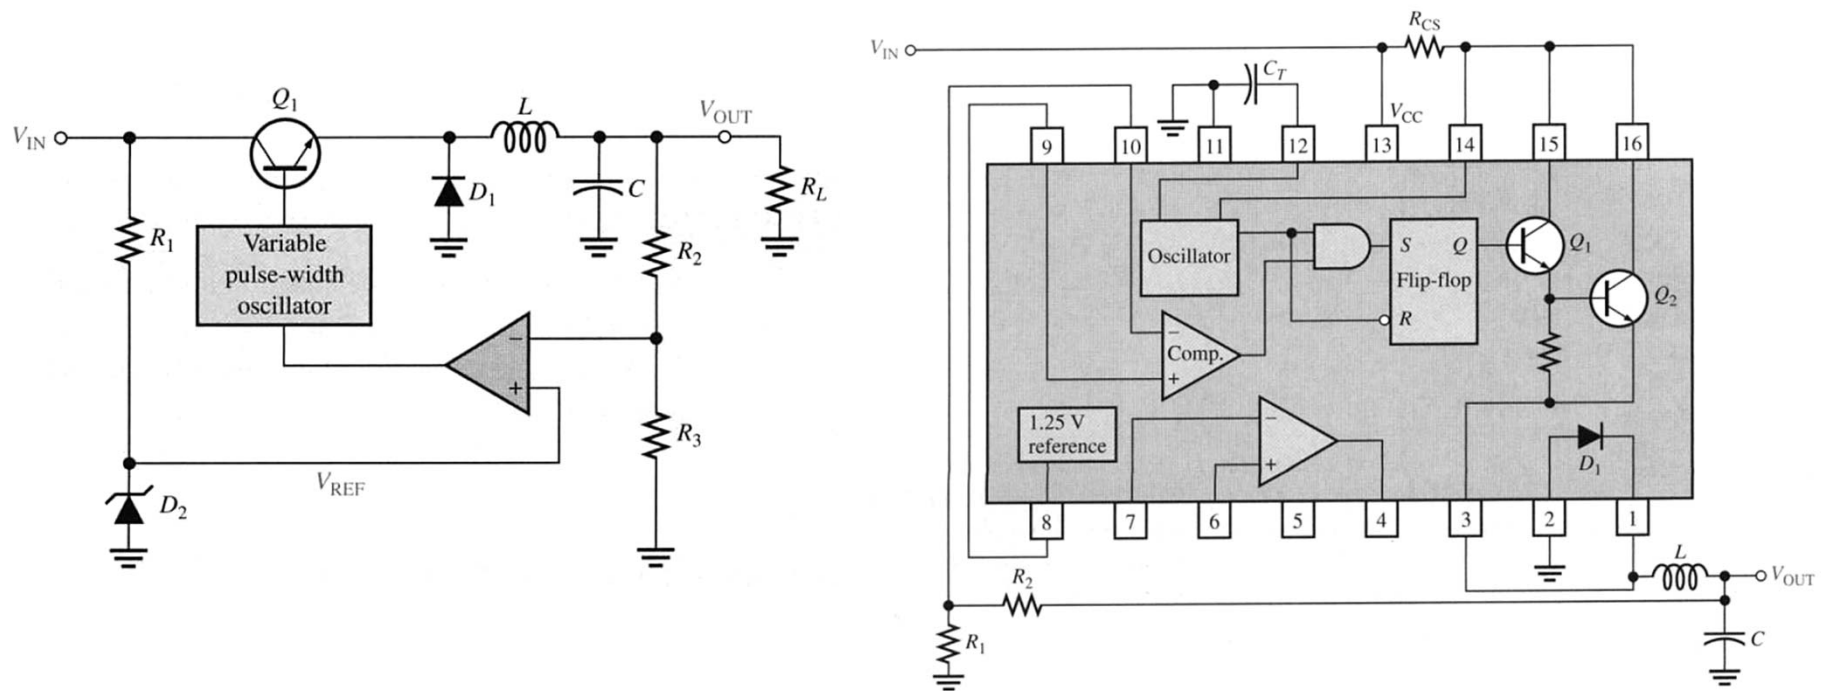 Q1
L
VOUT
VIN
D1
C
RL
R1
Variable
pulse-width
oscillator
R2
−
+
R3
VREF
D2
RCS
VIN
CT
VCC
9
10
11
12
13
14
15
16
Oscillator
S
Q
Flip-flop
R
Q1
Q2
−
Comp.
+
1.25 V
reference
−
+
D1
8
7
6
5
4
3
2
1
L
VOUT
R2
R1
C